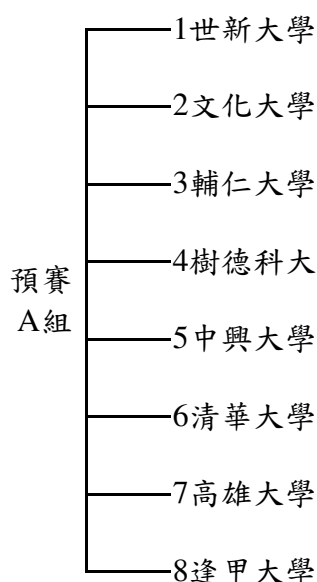 預賽
A組
1世新大學
2文化大學
3輔仁大學
4樹德科大
5中興大學
6清華大學
7高雄大學
8逢甲大學